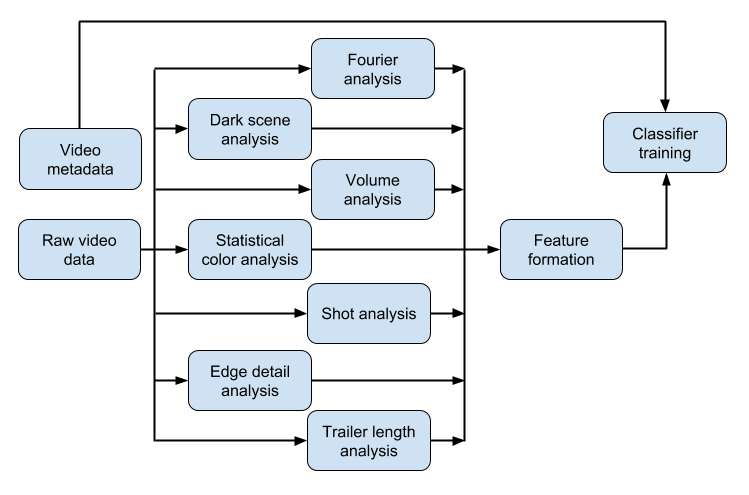 Fourier
analysis
Dark scene
analysis
Video
metadata
Classifier
training
Volume
analysis
Raw video
data
Statistical
color analysis
Feature
formation
Shot analysis
Edge detail
analysis
Trailer length
analysis